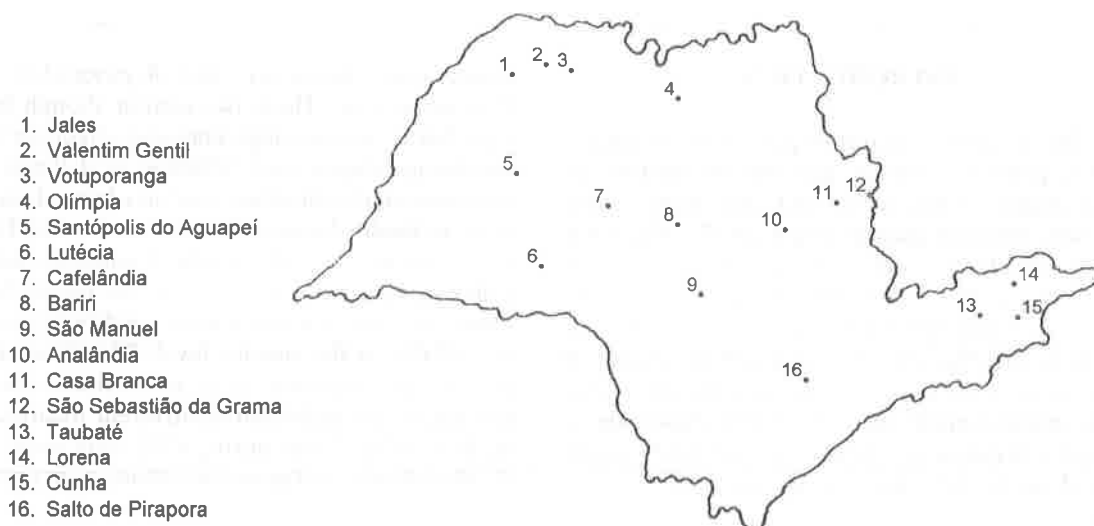 1. Jales
2. Valentim Gentil
3. Votuporanga
4. Olímpia
5. Santópolis do Aguapeí
6. Lutécia
7. Cafelândia
8. Bariri
9. São Manuel
10. Analândia
11. Casa Branca
12. São Sebastião da Grama
13. Taubaté
14. Lorena
15. Cunha
16. Salto de Pirapora
1
2
3
4
5
6
7
8
9
10
11
12
13
14
15
16